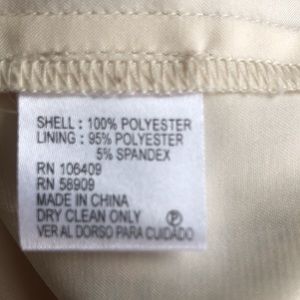 SHELL : 100% POLYESTER
LINING : 95% POLYESTER
5% SPANDEX
RN 106409
RN 58909
MADE IN CHINA
DRY CLEAN ONLY Ⓟ
VER AL DORSO PARA CUIDADO